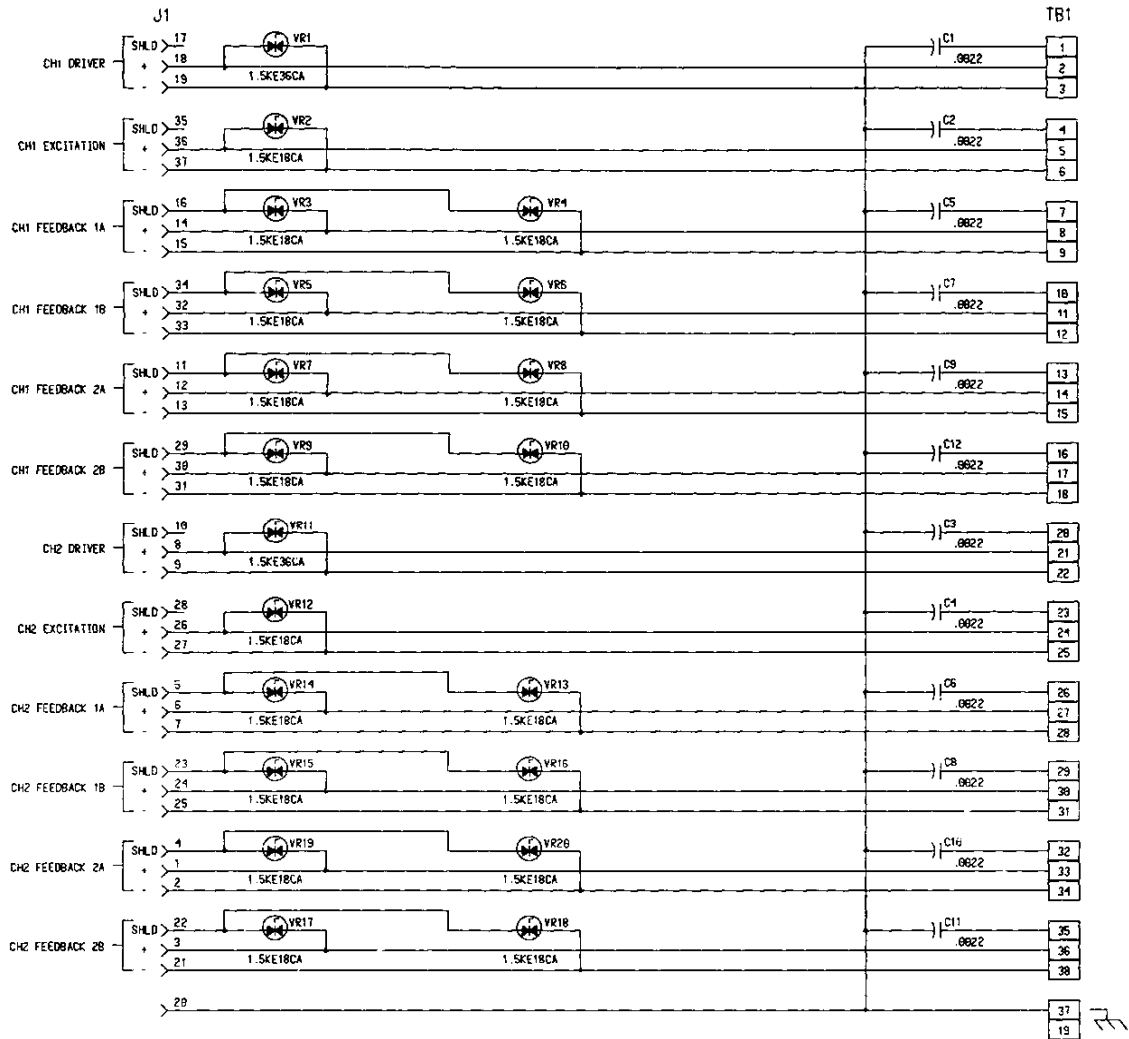 J1 TB1
SHLD 17 VR1 C1 1
CH1 DRIVER + 18 1.5KE36CA .0022 2
- 19 3
SHLD 35 VR2 C2 4
CH1 EXCITATION + 36 1.5KE18CA .0022 5
- 37 6
SHLD 16 VR3 VR4 C5 7
CH1 FEEDBACK 1A + 14 1.5KE18CA 1.5KE18CA .0022 8
- 15 9
SHLD 34 VR5 VR6 C7 10
CH1 FEEDBACK 1B + 32 1.5KE18CA 1.5KE18CA .0022 11
- 33 12
SHLD 11 VR7 VR8 C9 13
CH1 FEEDBACK 2A + 12 1.5KE18CA 1.5KE18CA .0022 14
- 13 15
SHLD 29 VR9 VR10 C12 16
CH1 FEEDBACK 2B + 30 1.5KE18CA 1.5KE18CA .0022 17
- 31 18
SHLD 10 VR11 C3 20
CH2 DRIVER + 8 1.5KE36CA .0022 21
- 9 22
SHLD 28 VR12 C4 23
CH2 EXCITATION + 26 1.5KE18CA .0022 24
- 27 25
SHLD 5 VR14 VR13 C6 26
CH2 FEEDBACK 1A + 6 1.5KE18CA 1.5KE18CA .0022 27
- 7 28
SHLD 23 VR15 VR16 C8 29
CH2 FEEDBACK 1B + 24 1.5KE18CA 1.5KE18CA .0022 30
- 25 31
SHLD 4 VR19 VR20 C10 32
CH2 FEEDBACK 2A + 1 1.5KE18CA 1.5KE18CA .0022 33
- 2 34
SHLD 22 VR17 VR18 C11 35
CH2 FEEDBACK 2B + 3 1.5KE18CA 1.5KE18CA .0022 36
- 21 38
20 37
19